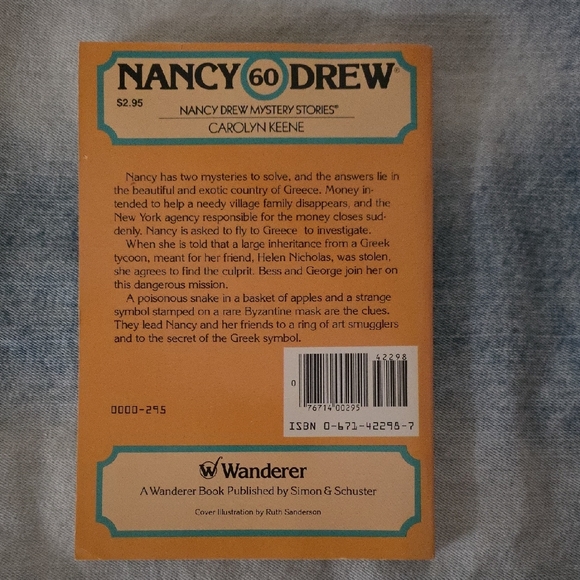 NANCY 60 DREW®
$2.95
NANCY DREW MYSTERY STORIES®
CAROLYN KEENE
Nancy has two mysteries to solve, and the answers lie in
the beautiful and exotic country of Greece. Money in-
tended to help a needy village family disappears, and the
New York agency responsible for the money closes sud-
denly. Nancy is asked to fly to Greece to investigate.
When she is told that a large inheritance from a Greek
tycoon, meant for her friend, Helen Nicholas, was stolen,
she agrees to find the culprit. Bess and George join her on
this dangerous mission.
A poisonous snake in a basket of apples and a strange
symbol stamped on a rare Byzantine mask are the clues.
They lead Nancy and her friends to a ring of art smugglers
and to the secret of the Greek symbol.
42298
0
76714 00295
0000-295
ISBN 0-671-42298-7
W Wanderer
A Wanderer Book Published by Simon & Schuster
Cover Illustration by Ruth Sanderson